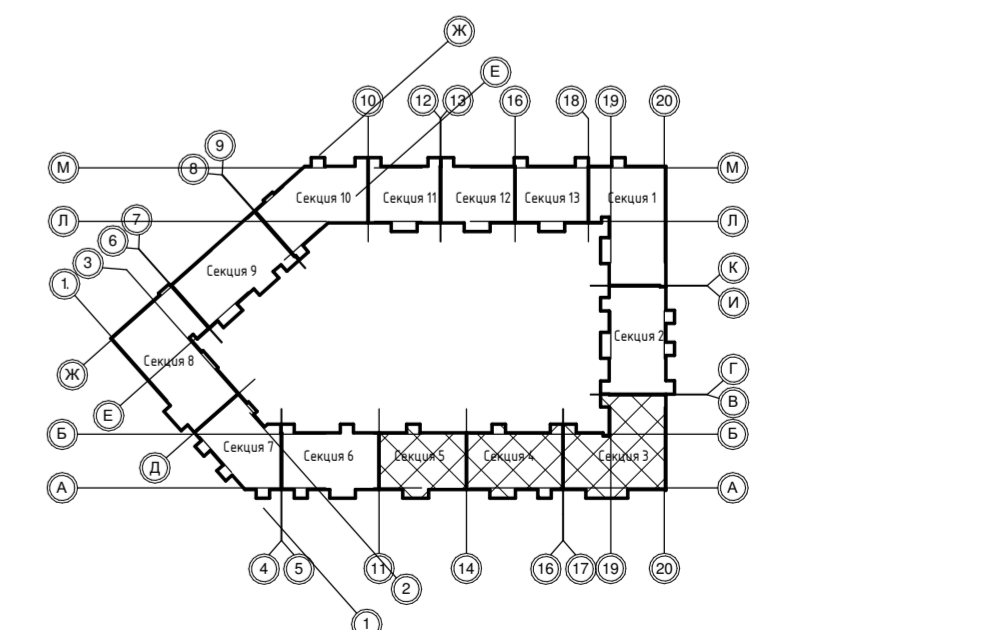 Ж
Е
10 12 13 16 18 19 20
9
8
М М
Секция 10 Секция 11 Секция 12 Секция 13 Секция 1
Л Л
7
6
3
1.
Секция 9
К
И
Секция 2
Секция 8
Ж
Е
Г
В
Б Б
Секция 7 Секция 6 Секция 5 Секция 4 Секция 3
Д
А А
4 5 11 14 16 17 19 20
2
1